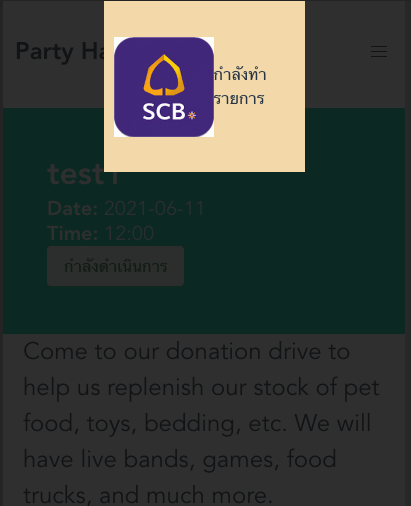 Party Ha
SCB
กำลังทำ
รายการ
test1
Date: 2021-06-11
Time: 12:00
กำลังดำเนินการ
Come to our donation drive to
help us replenish our stock of pet
food, toys, bedding, etc. We will
have live bands, games, food
trucks, and much more.